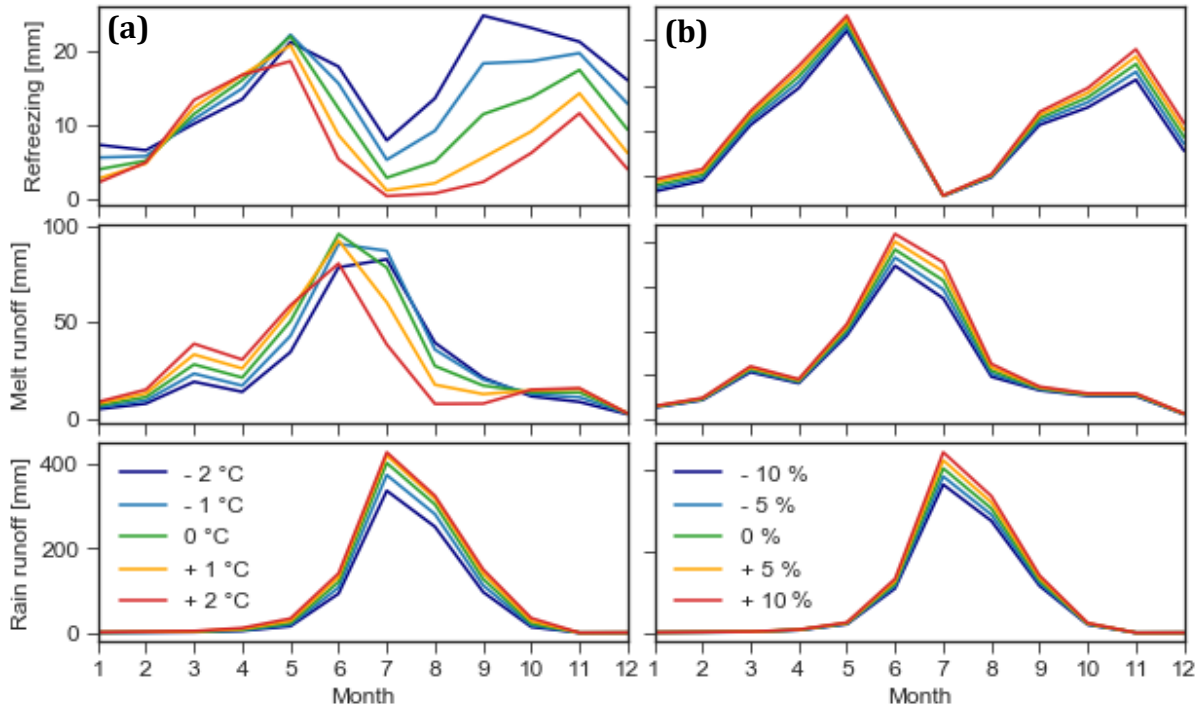 (a)
(b)
Refreezing [mm]
20
10
0
Melt runoff [mm]
100
50
0
Rain runoff [mm]
400
200
0
- 2 °C
- 1 °C
0 °C
+ 1 °C
+ 2 °C
- 10 %
- 5 %
0 %
+ 5 %
+ 10 %
1 2 3 4 5 6 7 8 9 10 11 12
1 2 3 4 5 6 7 8 9 10 11 12
Month
Month